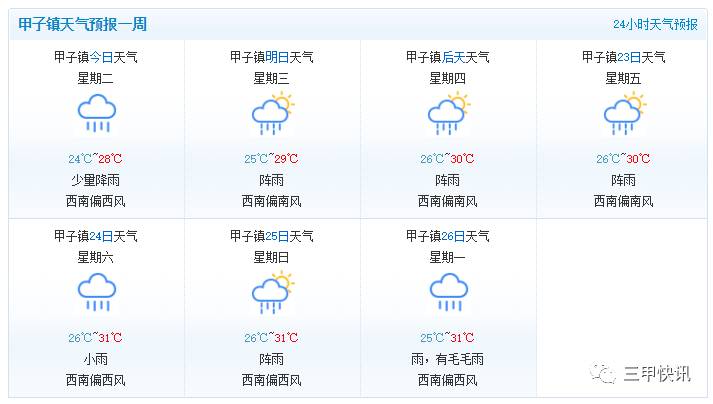 甲子镇天气预报一周
24小时天气预报
甲子镇今日天气
星期二
24℃~28℃
少量降雨
西南偏西风
甲子镇明日天气
星期三
25℃~29℃
阵雨
西南偏南风
甲子镇后天天气
星期四
26℃~30℃
阵雨
西南偏南风
甲子镇23日天气
星期五
26℃~30℃
阵雨
西南偏南风
甲子镇24日天气
星期六
26℃~31℃
小雨
西南偏西风
甲子镇25日天气
星期日
26℃~31℃
阵雨
西南偏西风
甲子镇26日天气
星期一
25℃~31℃
雨，有毛毛雨
西南偏西风
三甲快讯